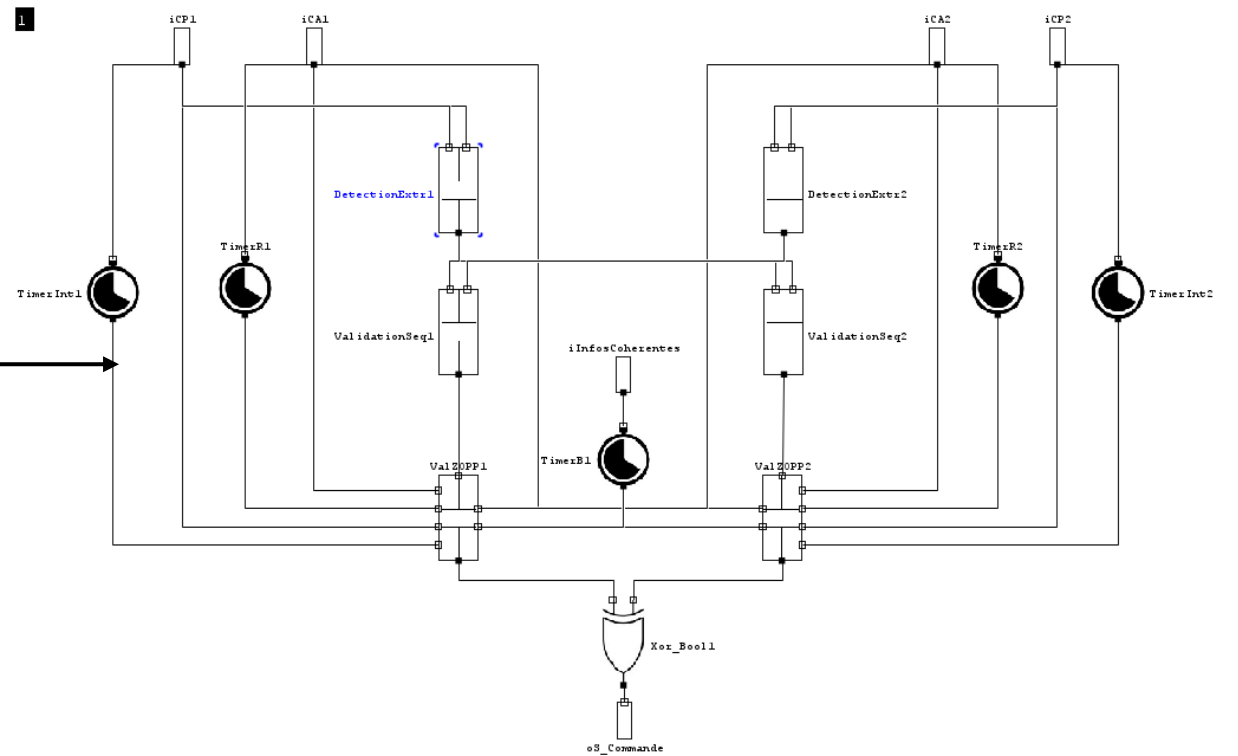 1
iCP1 iCA1 iCA2 iCP2
DetectionExtr1 DetectionExtr2
TimerR1 TimerR2
TimerInt1 TimerInt2
ValidationSeq1 ValidationSeq2
iInfosCoherentes
TimerB1
ValZOPP1 ValZOPP2
Xor_Bool1
oS_Commande